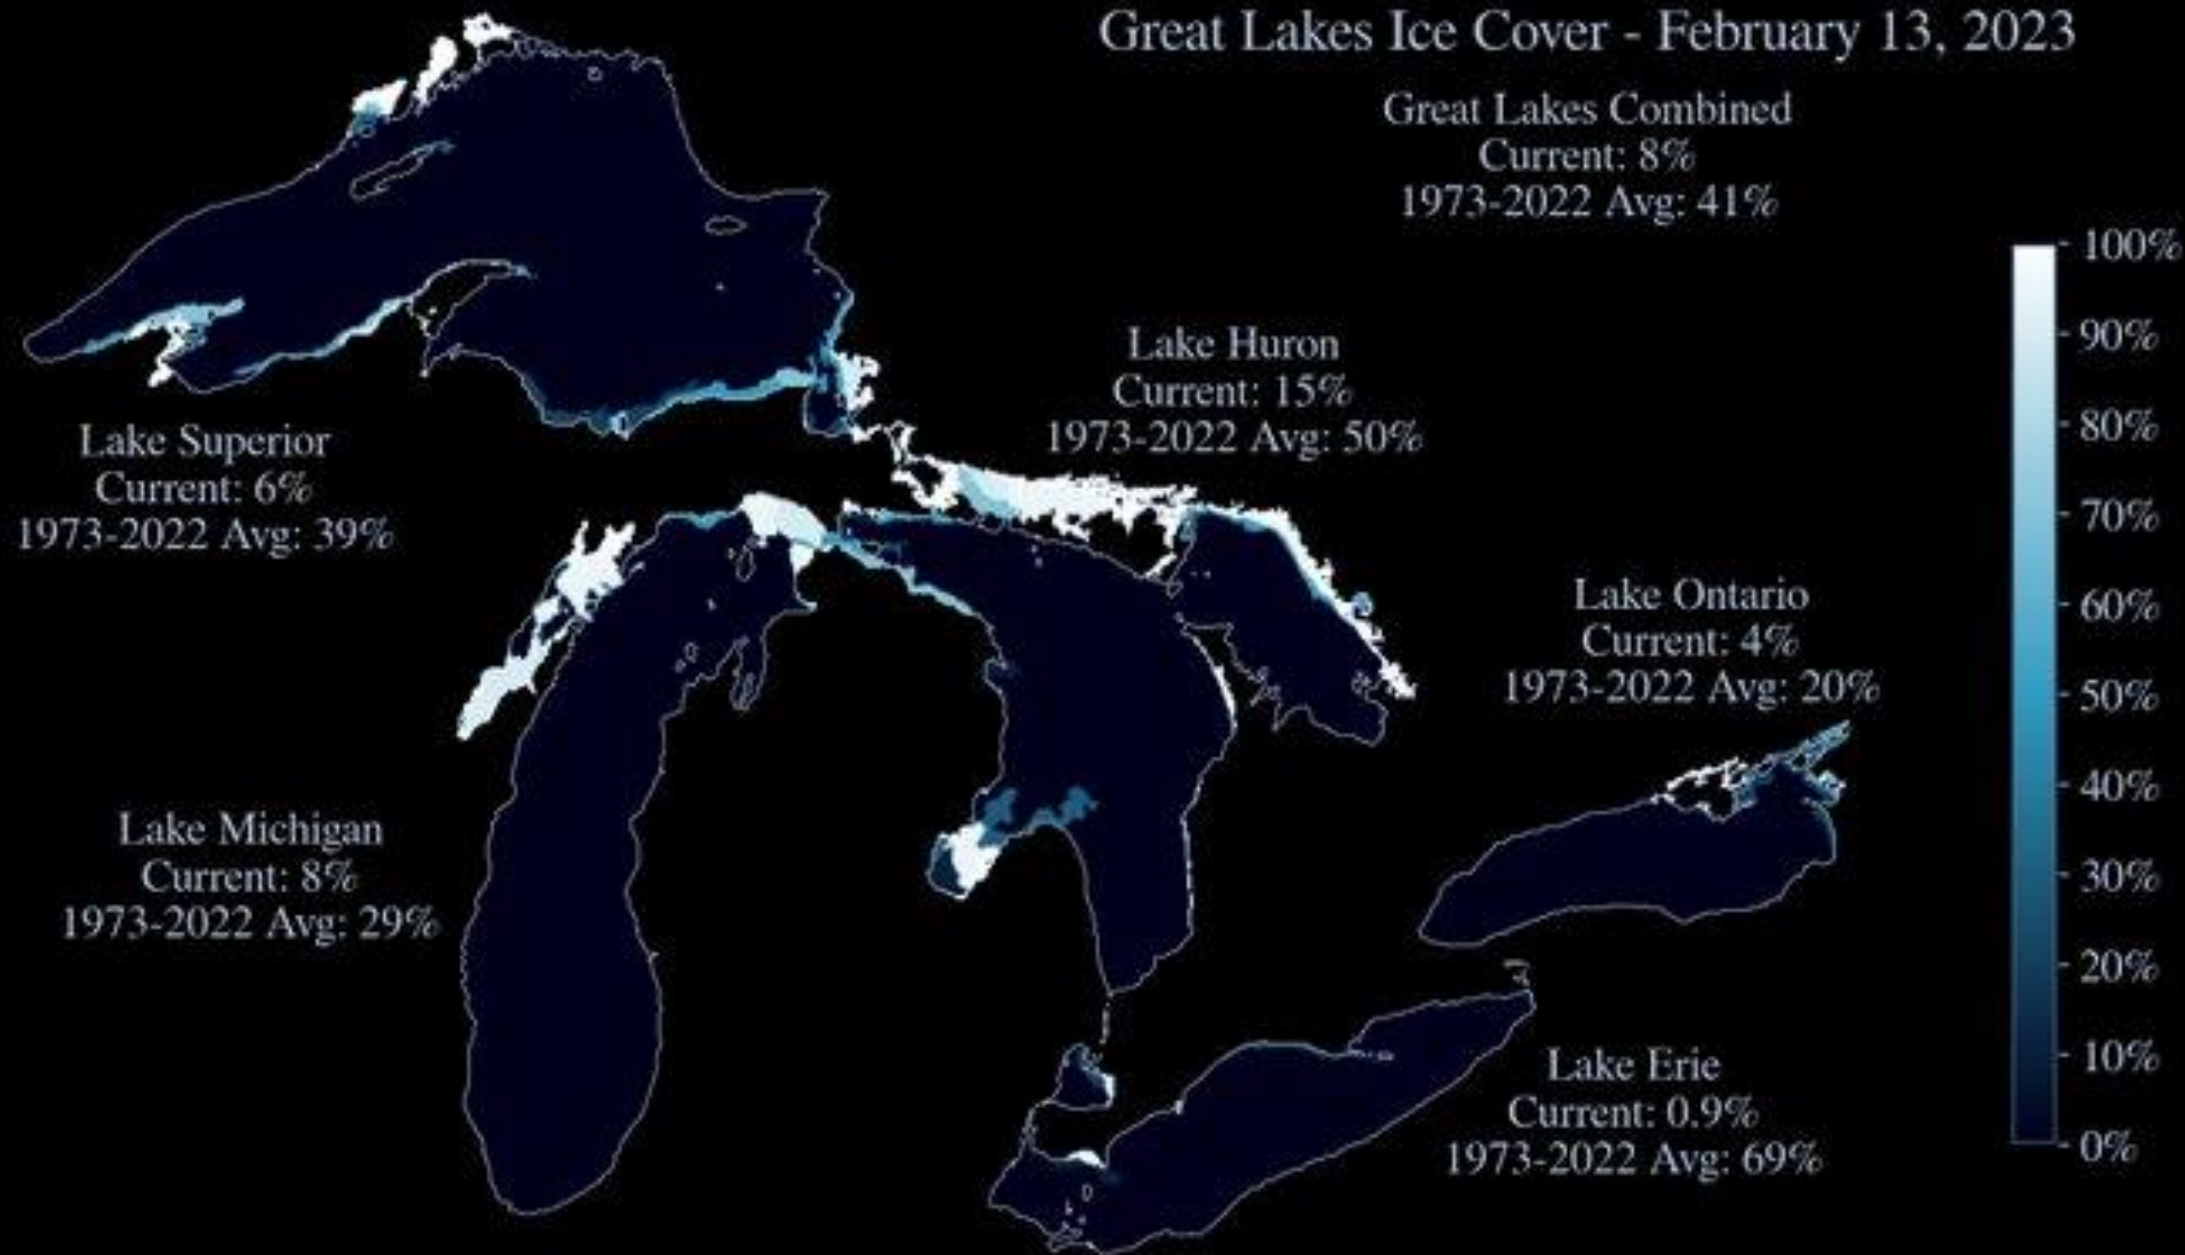 Great Lakes Ice Cover - February 13, 2023
Great Lakes Combined
Current: 8%
1973-2022 Avg: 41%
Lake Superior
Current: 6%
1973-2022 Avg: 39%
Lake Huron
Current: 15%
1973-2022 Avg: 50%
Lake Ontario
Current: 4%
1973-2022 Avg: 20%
Lake Michigan
Current: 8%
1973-2022 Avg: 29%
Lake Erie
Current: 0.9%
1973-2022 Avg: 69%
100%
90%
80%
70%
60%
50%
40%
30%
20%
10%
0%